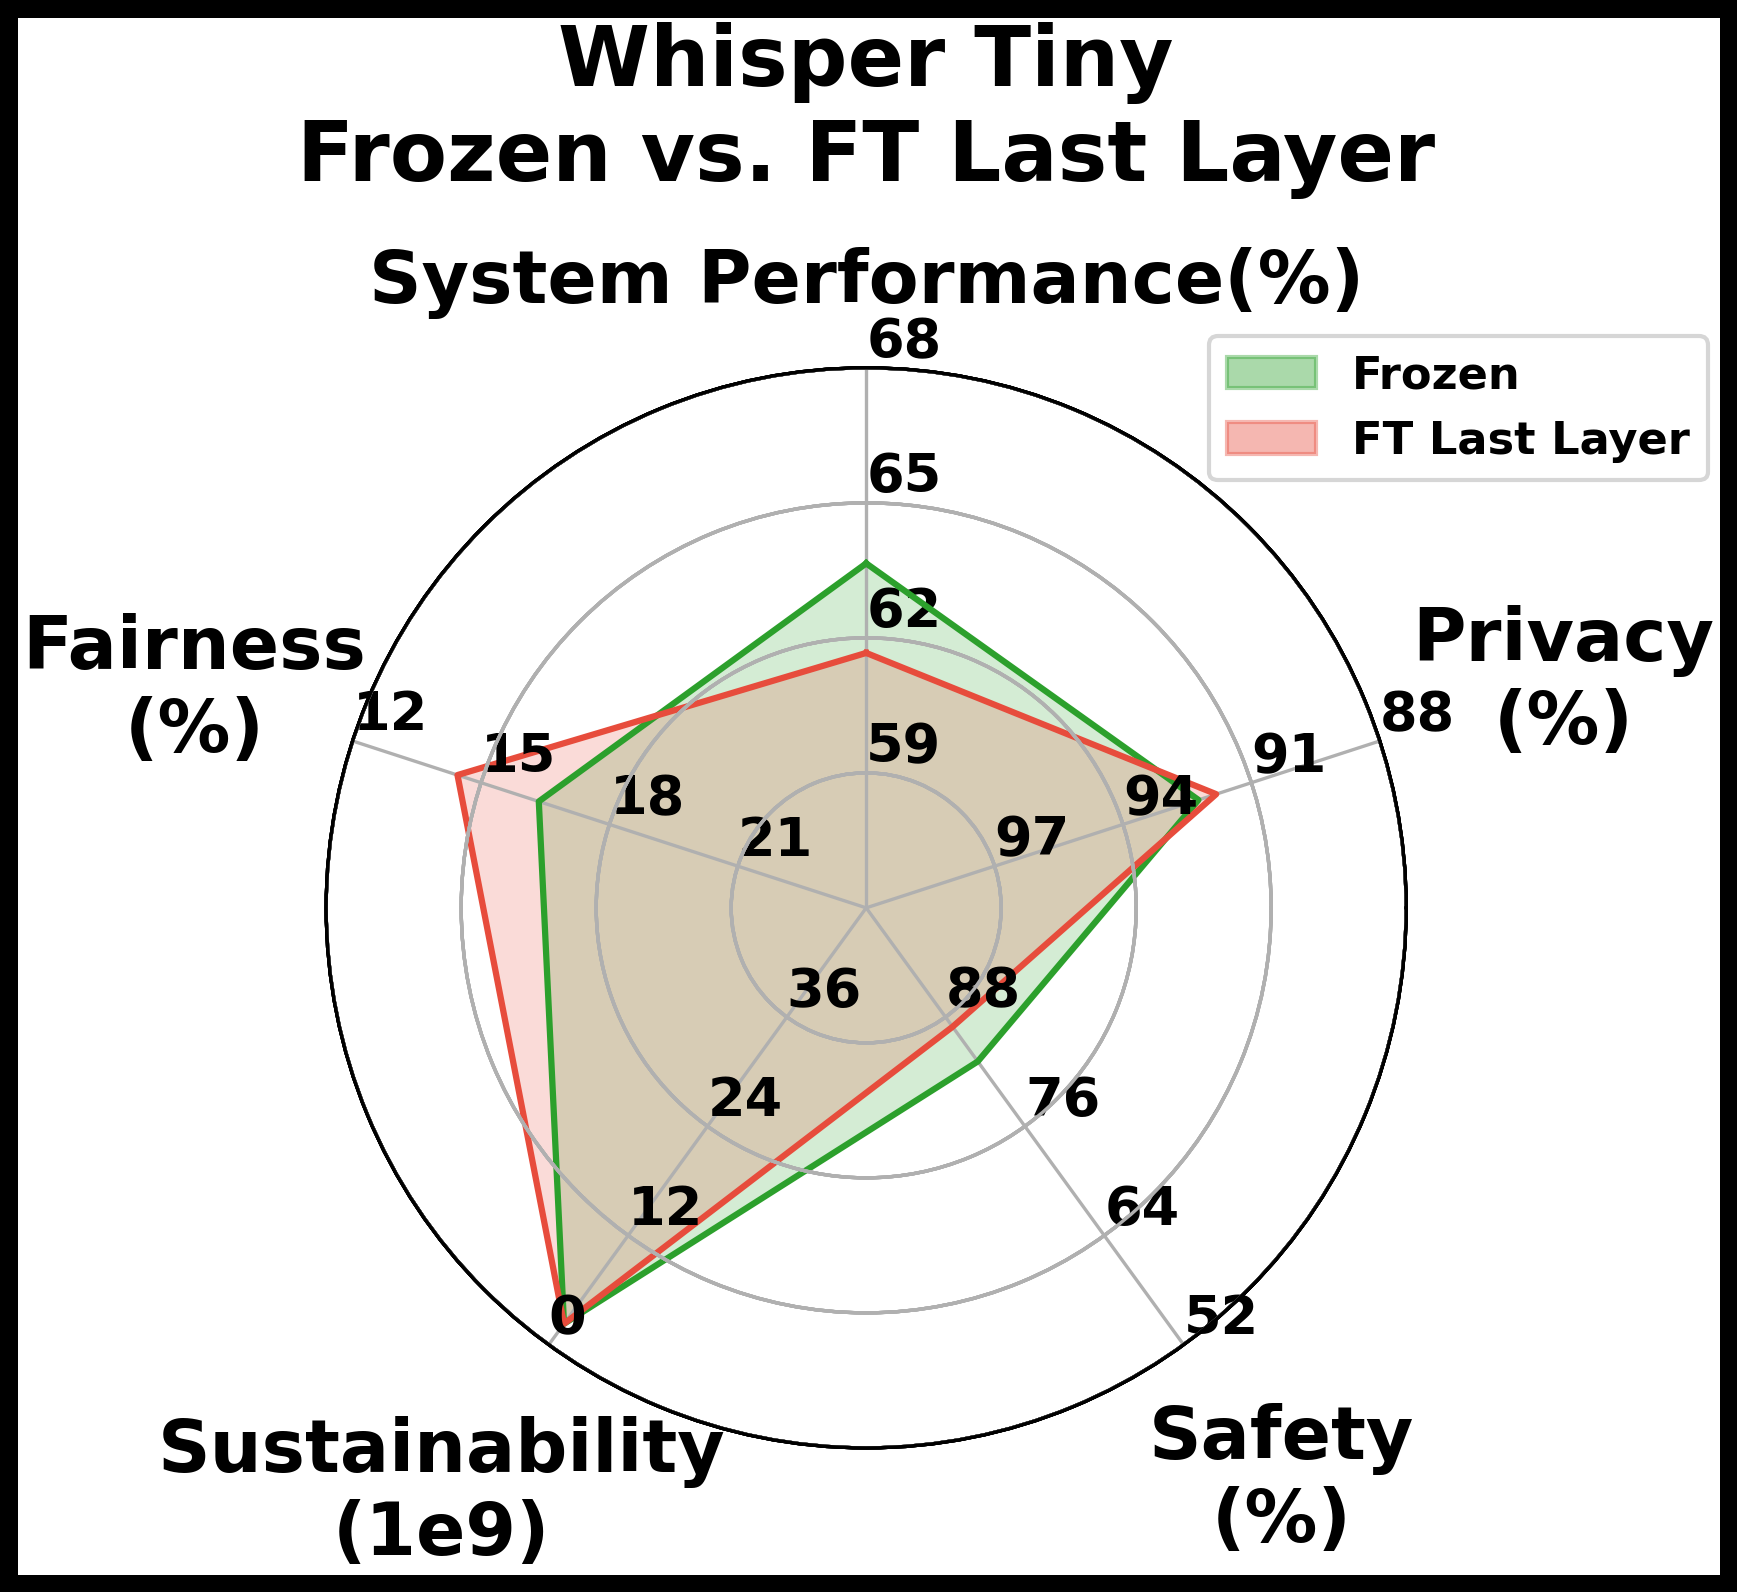 Whisper Tiny
Frozen vs. FT Last Layer
System Performance(%)
68
Frozen
FT Last Layer
65
62
59
Fairness
(%)
12
15
18
21
Privacy
(%)
88
91
94
97
36
24
12
0
88
76
64
52
Sustainability
(1e9)
Safety
(%)